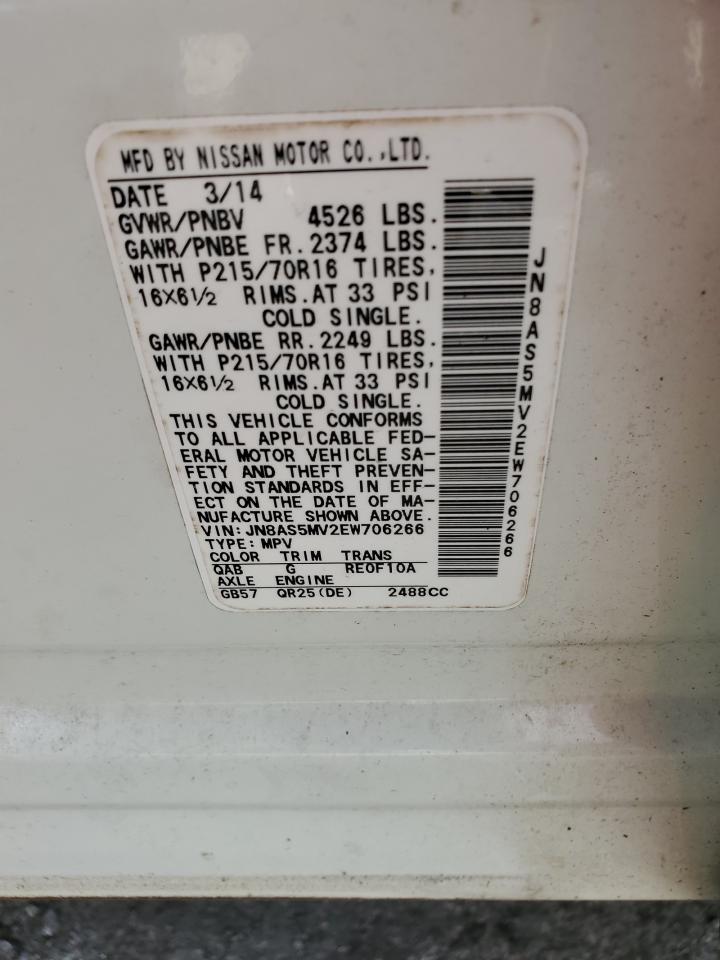 MFD BY NISSAN MOTOR CO.,LTD.
DATE 3/14
GVWR/PNBV 4526 LBS.
GAWR/PNBE FR. 2374 LBS.
WITH P215/70R16 TIRES,
16X6½ RIMS. AT 33 PSI
COLD SINGLE.
GAWR/PNBE RR. 2249 LBS.
WITH P215/70R16 TIRES,
16X6½ RIMS. AT 33 PSI
COLD SINGLE.
THIS VEHICLE CONFORMS
TO ALL APPLICABLE FED-
ERAL MOTOR VEHICLE SA-
FETY AND THEFT PREVEN-
TION STANDARDS IN EFF-
ECT ON THE DATE OF MA-
NUFACTURE SHOWN ABOVE.
VIN: JN8AS5MV2EW706266
TYPE: MPV
COLOR TRIM TRANS
QAB G RE0F10A
AXLE ENGINE
GB57 QR25(DE) 2488CC
JN8AS5MV2EW706266